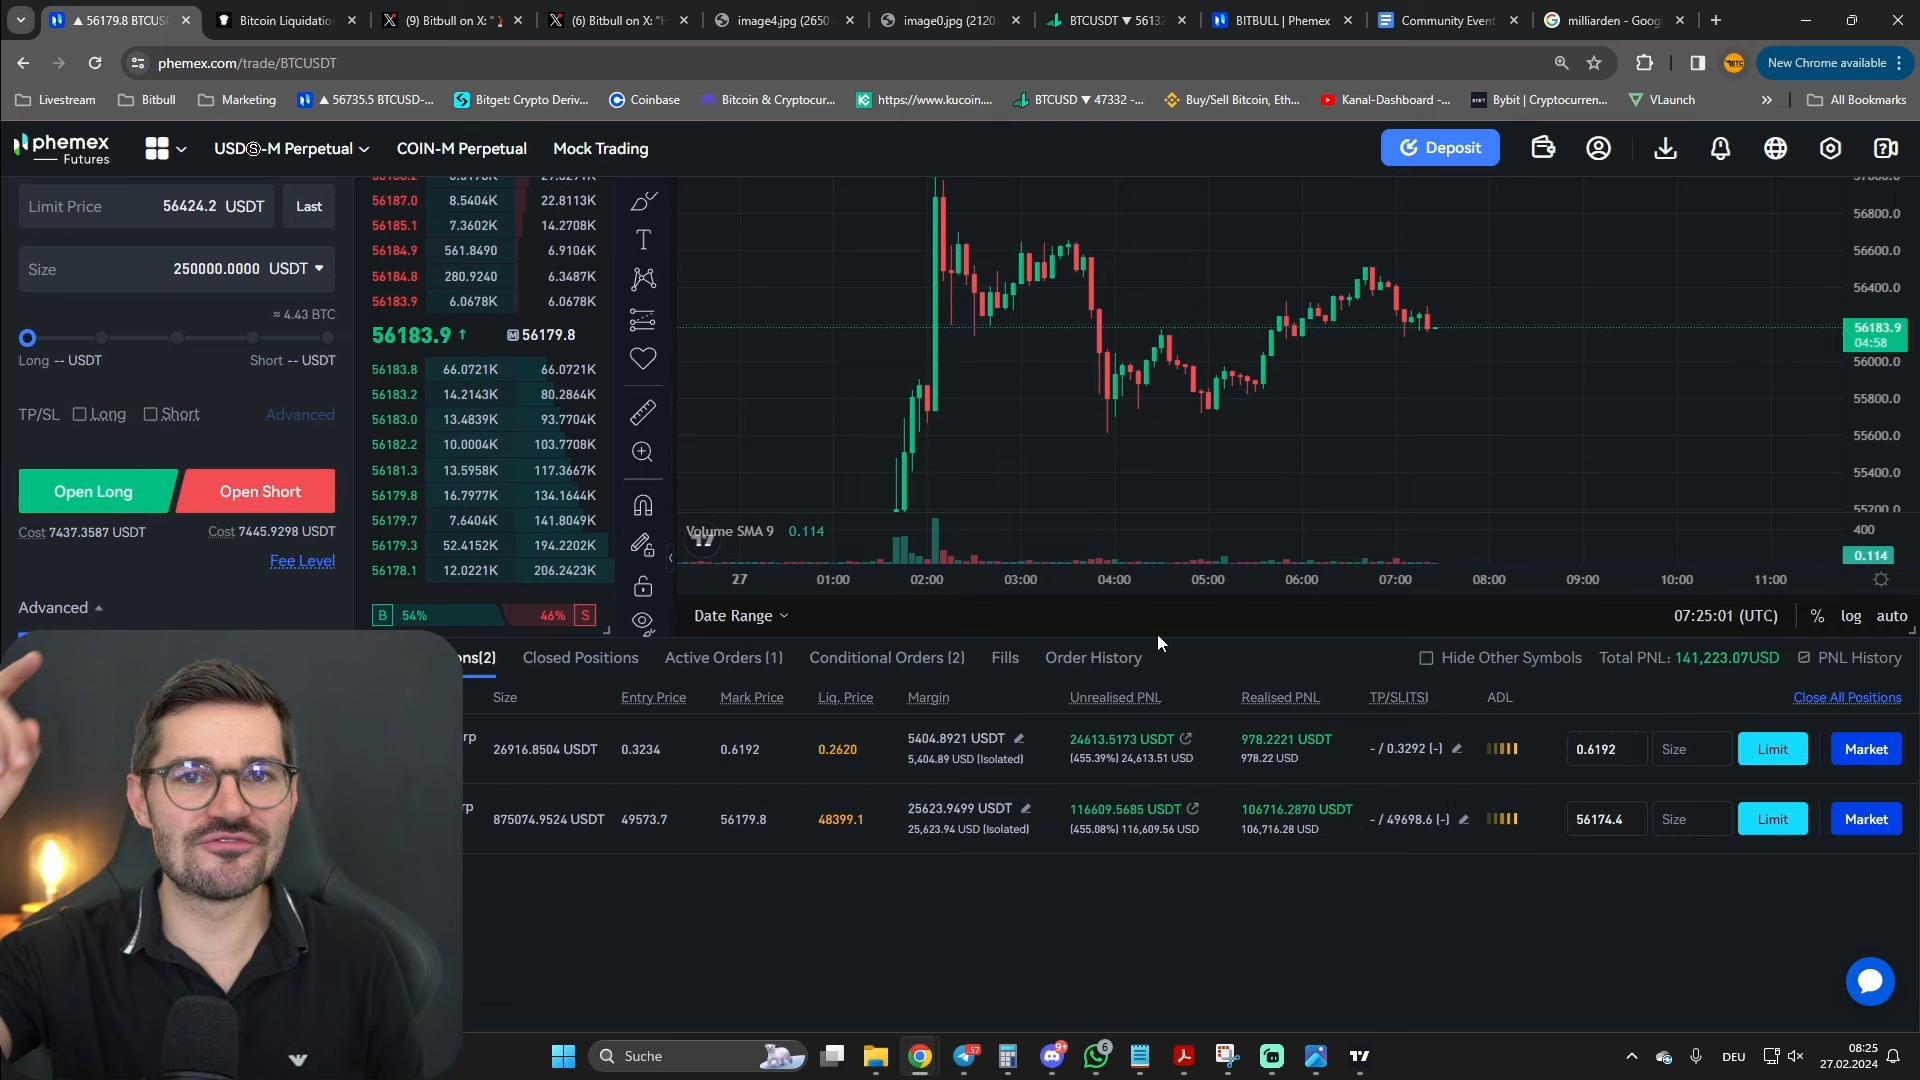 ▲ 56179.8 BTCUS
Bitcoin Liquidation
(9) Bitbull on X: "
(6) Bitbull on X: "H
image4.jpg (2650
image0.jpg (2120
BTCUSDT ▼ 5613
BITBULL | Phemex
Community Event
milliarden - Goog
phemex.com/trade/BTCUSDT
New Chrome available
Livestream
Bitbull
Marketing
▲ 56735.5 BTCUSD-...
Bitget: Crypto Deriv...
Coinbase
Bitcoin & Cryptocur...
https://www.kucoin....
BTCUSD ▼ 47332 -...
Buy/Sell Bitcoin, Eth...
Kanal-Dashboard -...
Bybit | Cryptocurren...
VLaunch
All Bookmarks
phemex
Futures
USDⓈ-M Perpetual
COIN-M Perpetual
Mock Trading
Deposit
Limit Price 56424.2 USDT Last
Size 250000.0000 USDT
≈ 4.43 BTC
Long -- USDT Short -- USDT
TP/SL Long Short Advanced
Open Long Open Short
Cost 7437.3587 USDT Cost 7445.9298 USDT
Fee Level
Advanced
56187.0 8.5404K 22.8113K
56185.1 7.3602K 14.2708K
56184.9 561.8490 6.9106K
56184.8 280.9240 6.3487K
56183.9 6.0678K 6.0678K
56183.9 ↑ M 56179.8
56183.8 66.0721K 66.0721K
56183.2 14.2143K 80.2864K
56183.0 13.4839K 93.7704K
56182.2 10.0004K 103.7708K
56181.3 13.5958K 117.3667K
56179.8 16.7977K 134.1644K
56179.7 7.6404K 141.8049K
56179.3 52.4152K 194.2202K
56178.1 12.0221K 206.2423K
B 54% 46% S
56800.0
56600.0
56400.0
56183.9
04:58
56000.0
55800.0
55600.0
55400.0
55200.0
400
0.114
Volume SMA 9 0.114
27 01:00 02:00 03:00 04:00 05:00 06:00 07:00 08:00 09:00 10:00 11:00
Date Range
07:25:01 (UTC) % log auto
ons(2) Closed Positions Active Orders (1) Conditional Orders (2) Fills Order History
Hide Other Symbols Total PNL: 141,223.07USD PNL History
Size Entry Price Mark Price Liq. Price Margin Unrealised PNL Realised PNL TP/SL(TS) ADL Close All Positions
rp 26916.8504 USDT 0.3234 0.6192 0.2620 5404.8921 USDT 24613.5173 USDT 978.2221 USDT - / 0.3292 (-) 0.6192 Size Limit Market
5,404.89 USD (Isolated) (455.39%) 24,613.51 USD 978.22 USD
rp 875074.9524 USDT 49573.7 56179.8 48399.1 25623.9499 USDT 116609.5685 USDT 106716.2870 USDT - / 49698.6 (-) 56174.4 Size Limit Market
25,623.94 USD (Isolated) (455.08%) 116,609.56 USD 106,716.28 USD
Suche
57
9+
6
DEU
08:25
27.02.2024